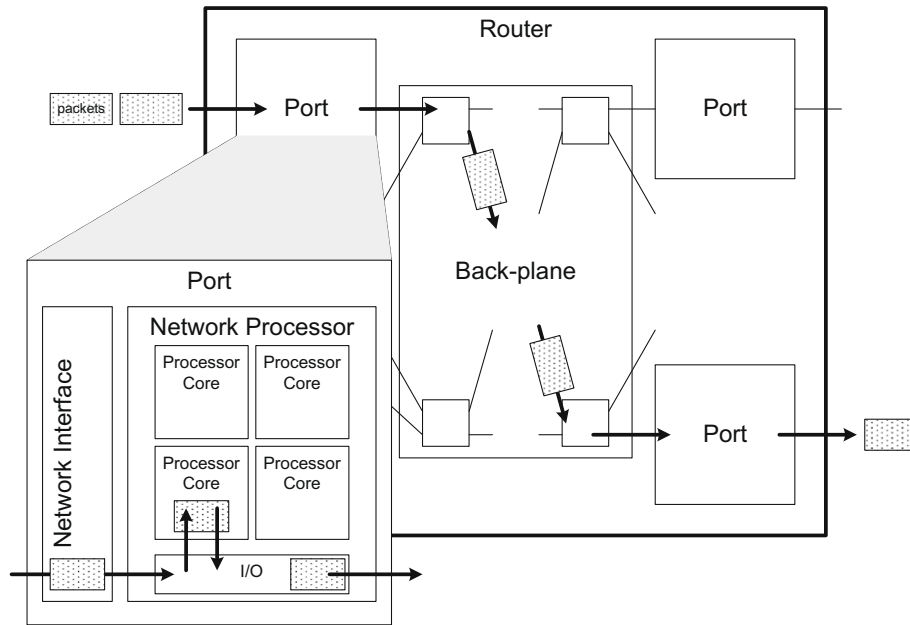 Router
packets
Port
Port
Back-plane
Port
Port
Network Interface
Network Processor
Processor
Core
Processor
Core
Processor
Core
Processor
Core
I/O